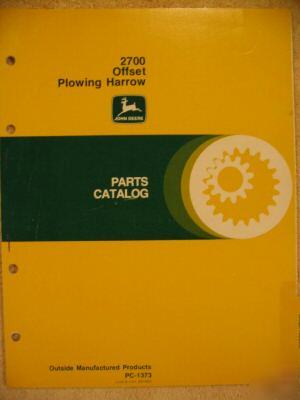 2700
Offset
Plowing Harrow
JOHN DEERE
PARTS
CATALOG
Outside Manufactured Products
PC-1373